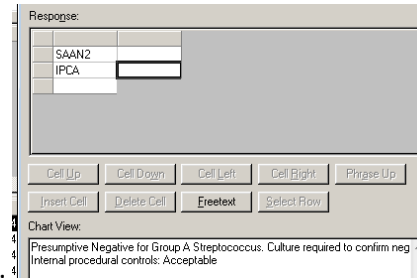 Response:
SAAN2
IPCA
Cell Up Cell Down Cell Left Cell Right Phrase Up
Insert Cell Delete Cell Freetext Select Row
Chart View:
Presumptive Negative for Group A Streptococcus. Culture required to confirm neg
Internal procedural controls: Acceptable